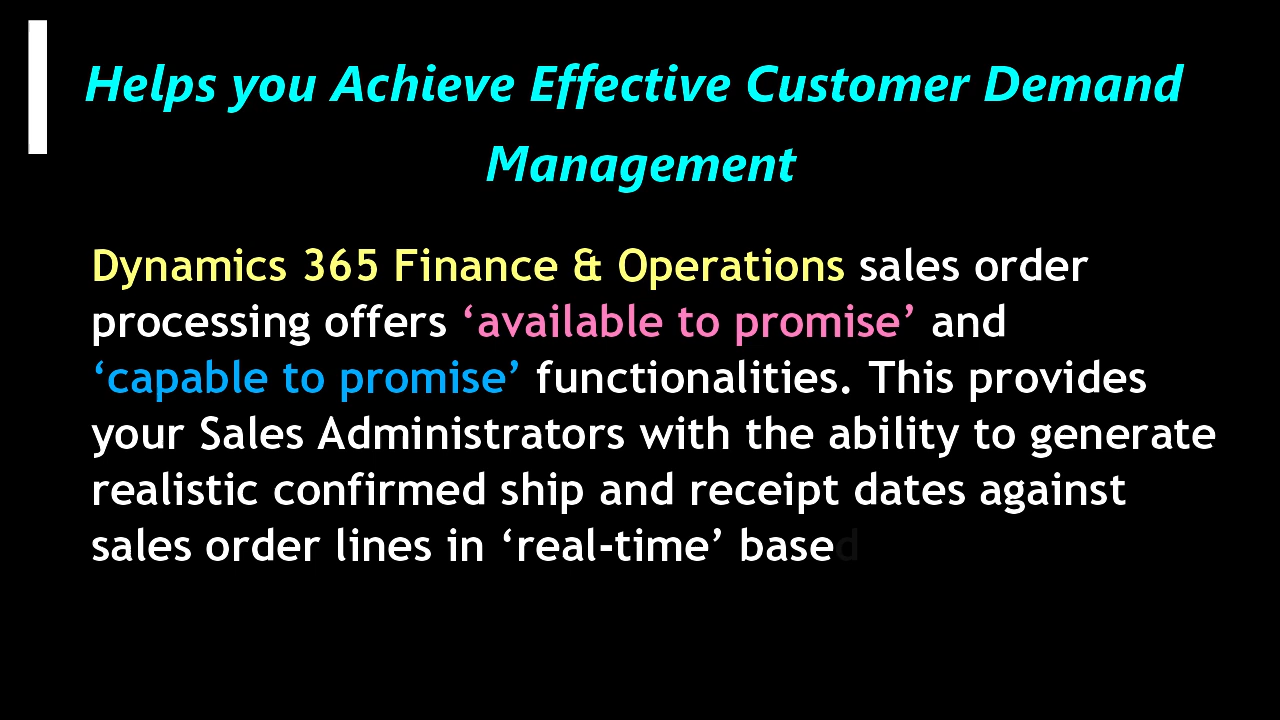 Helps you Achieve Effective Customer Demand
Management
Dynamics 365 Finance & Operations sales order
processing offers ‘available to promise’ and
‘capable to promise’ functionalities. This provides
your Sales Administrators with the ability to generate
realistic confirmed ship and receipt dates against
sales order lines in ‘real-time’ based